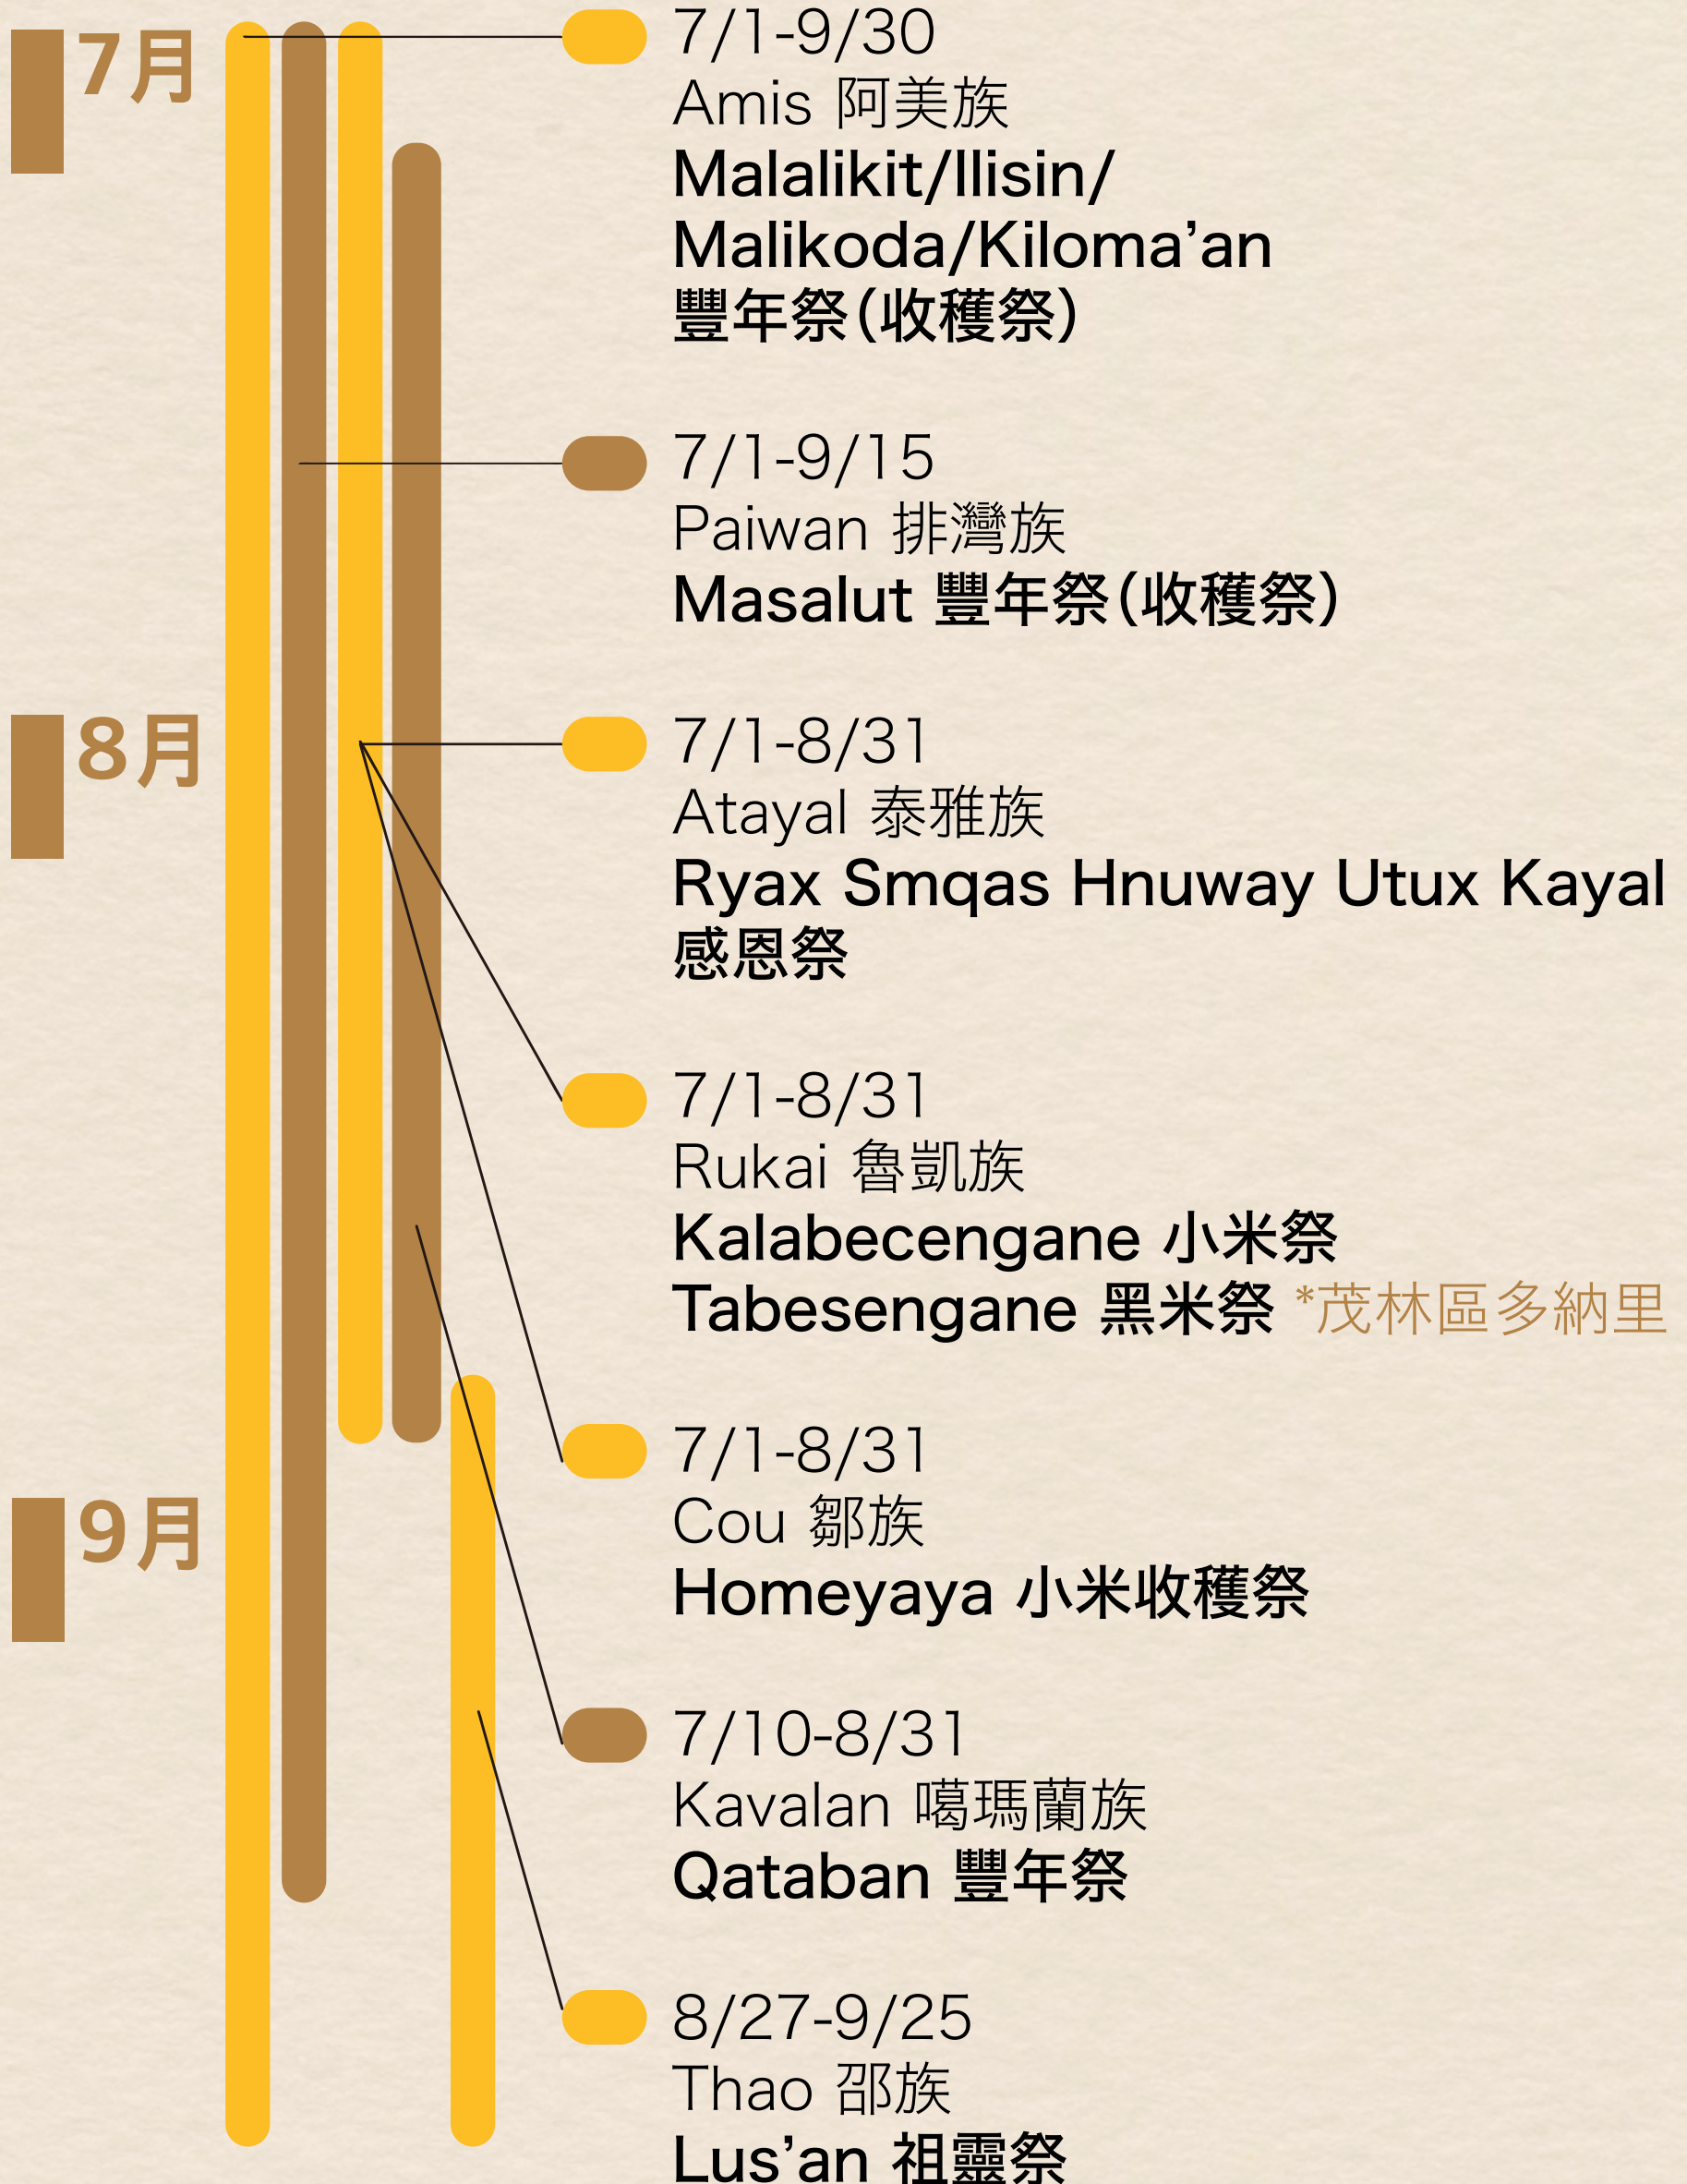 7月
7/1-9/30
Amis 阿美族
Malalikit/Ilisin/
Malikoda/Kiloma’an
豐年祭(收穫祭)
7/1-9/15
Paiwan 排灣族
Masalut 豐年祭(收穫祭)
8月
7/1-8/31
Atayal 泰雅族
Ryax Smqas Hnuway Utux Kayal
感恩祭
7/1-8/31
Rukai 魯凱族
Kalabecengane 小米祭
Tabesengane 黑米祭 *茂林區多納里
7/1-8/31
Cou 鄒族
Homeyaya 小米收穫祭
9月
7/10-8/31
Kavalan 噶瑪蘭族
Qataban 豐年祭
8/27-9/25
Thao 邵族
Lus’an 祖靈祭